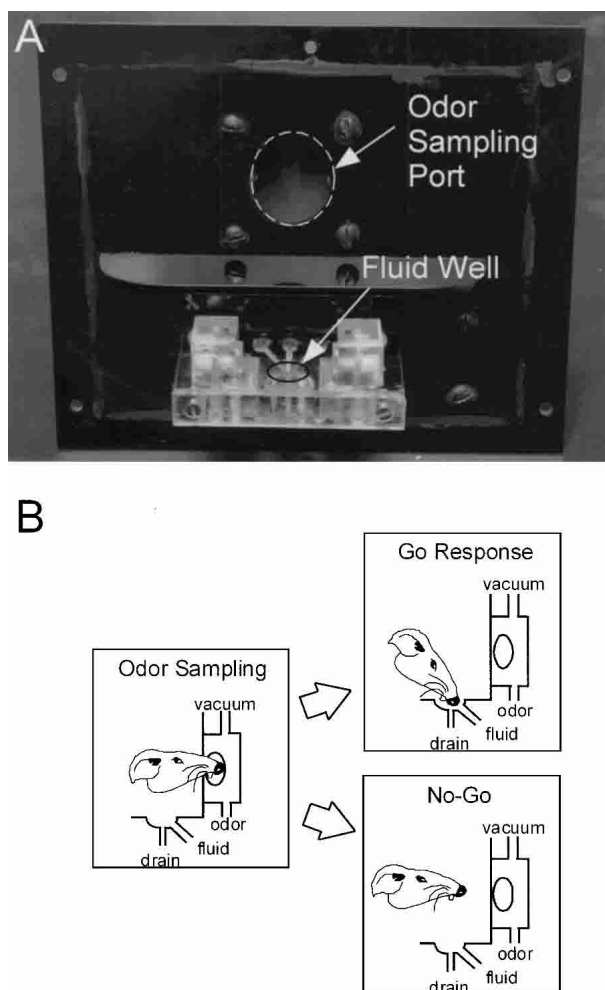 A
Odor
Sampling
Port
Fluid Well
B
Odor Sampling
vacuum
odor
fluid
drain
Go Response
vacuum
odor
fluid
drain
No-Go
vacuum
odor
fluid
drain